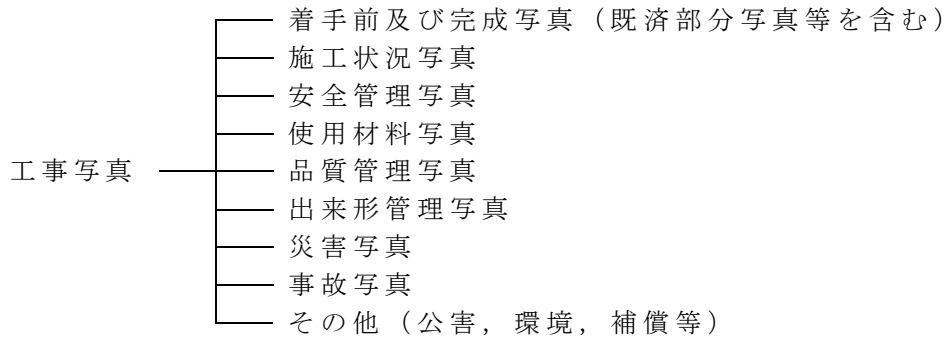 着手前及び完成写真（既済部分写真等を含む）
施工状況写真
安全管理写真
使用材料写真
工事写真
品質管理写真
出来形管理写真
災害写真
事故写真
その他（公害，環境，補償等）